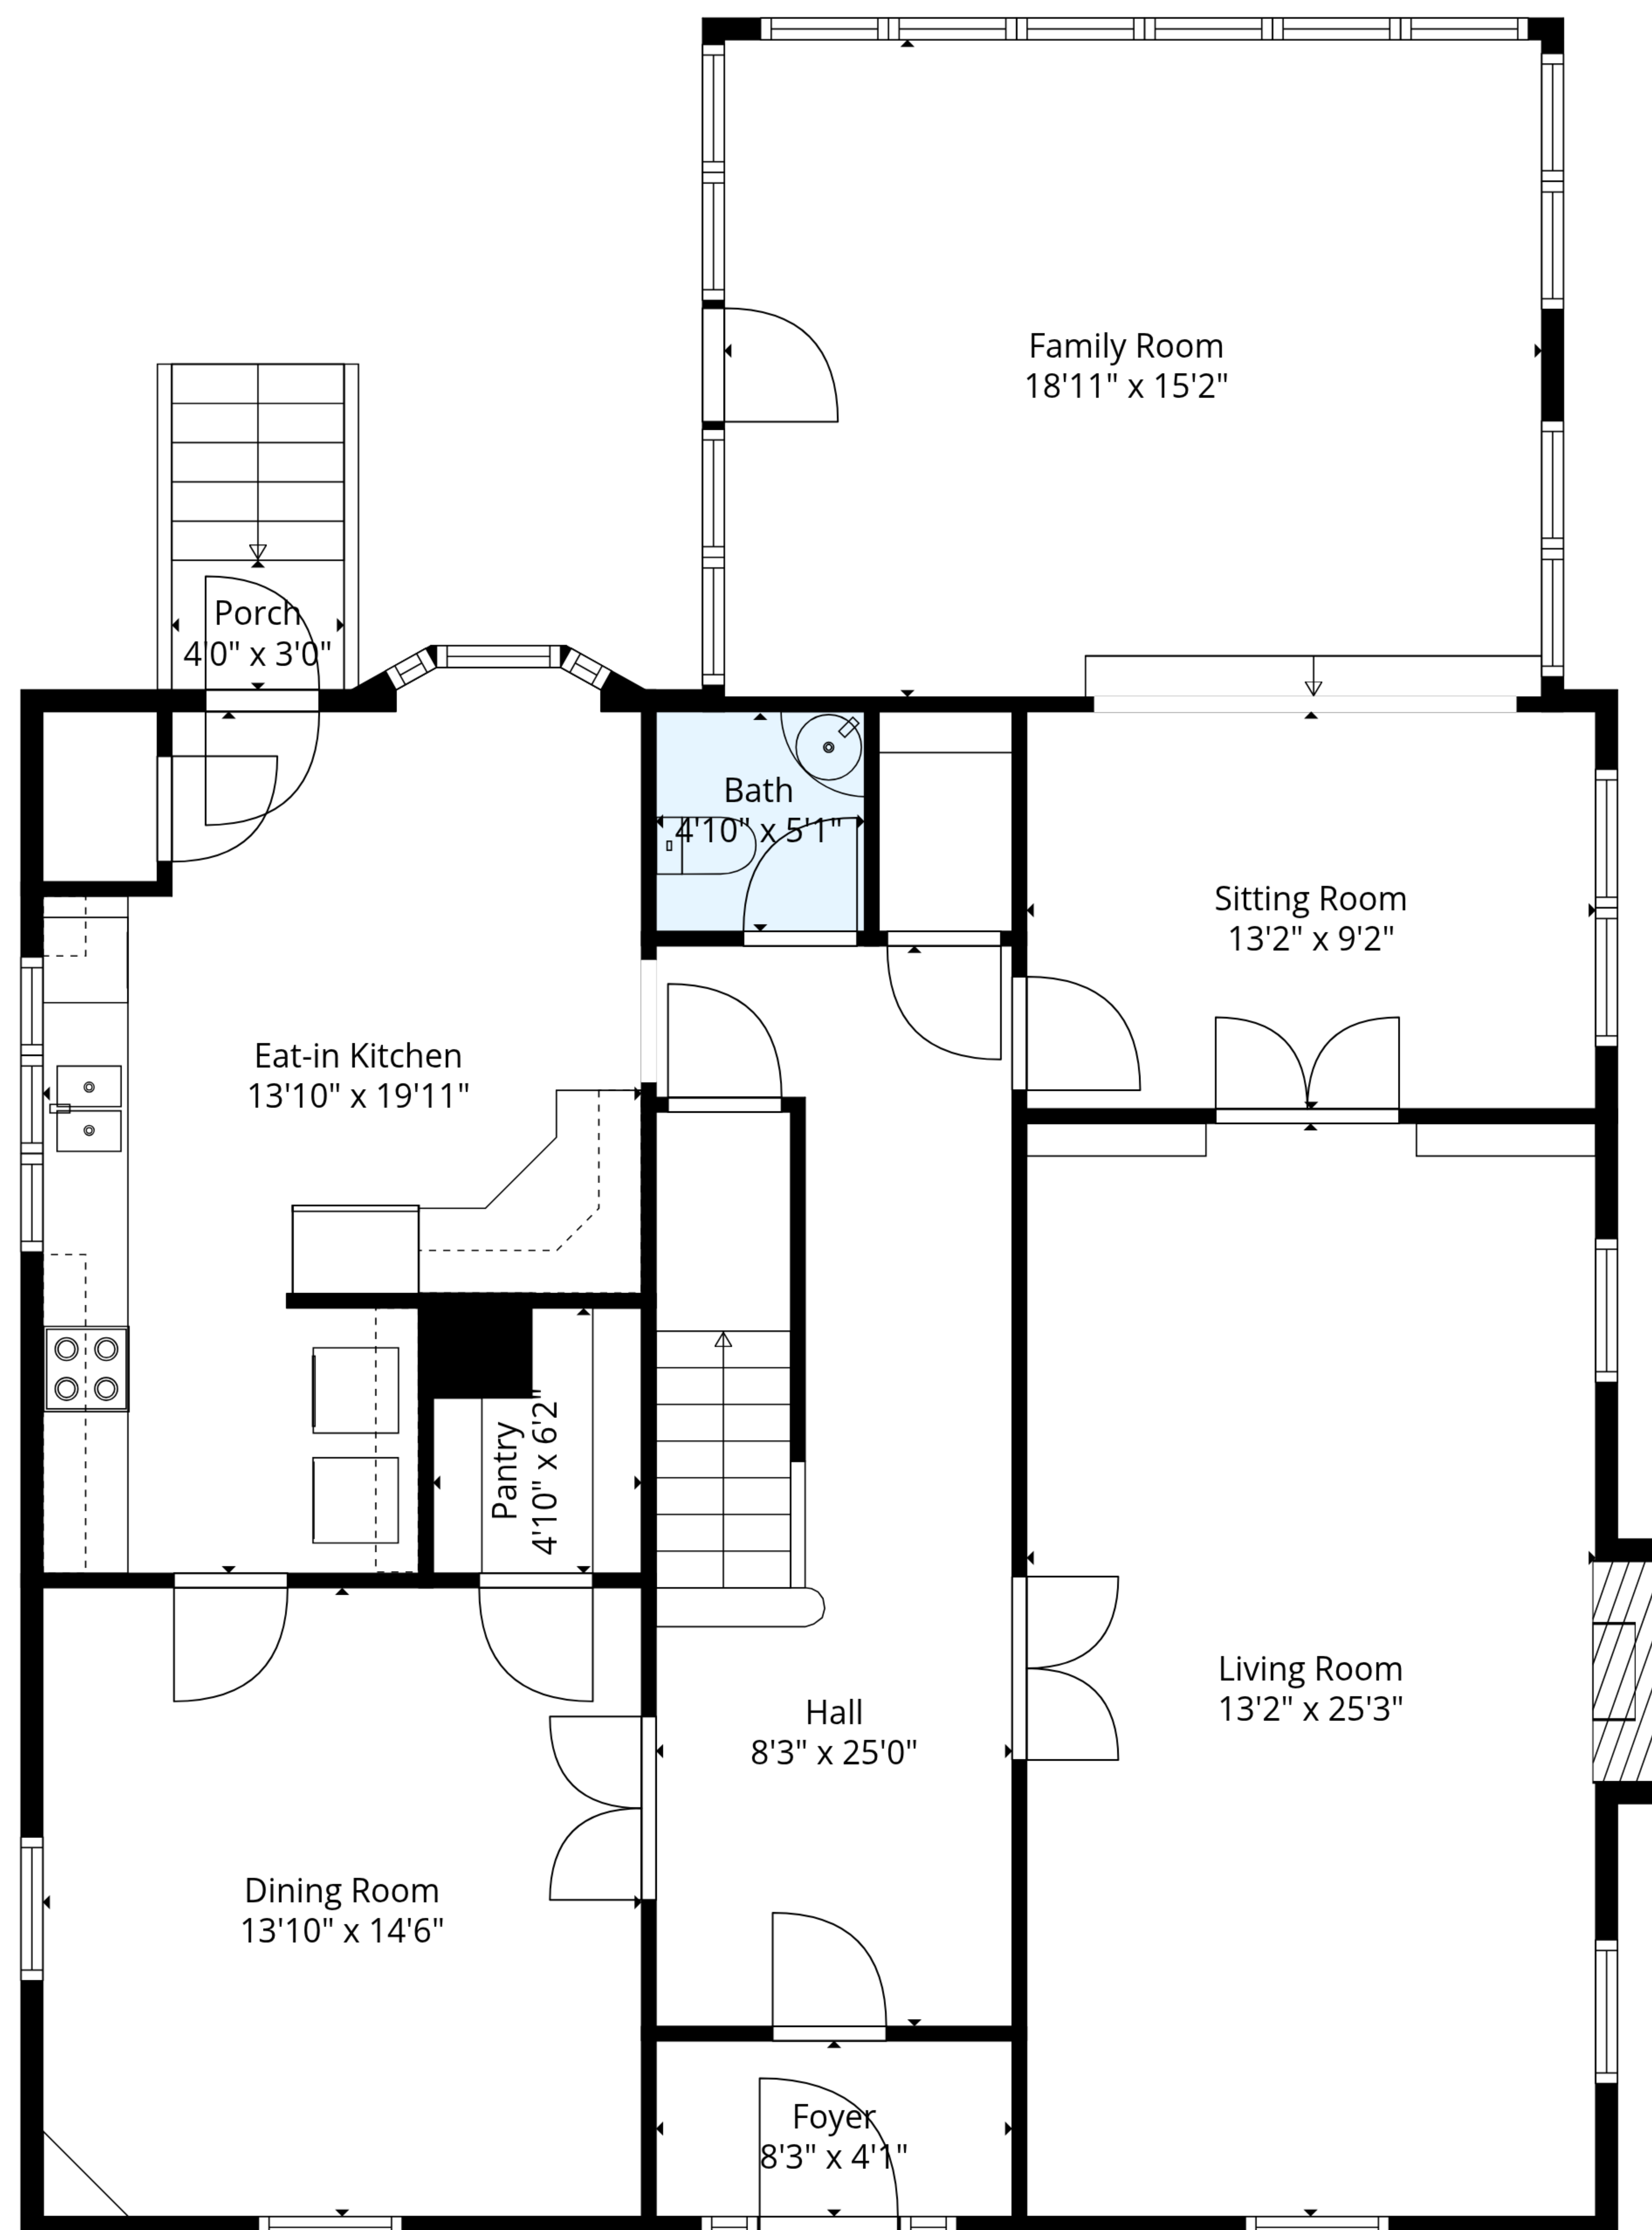 Family Room
18'11" x 15'2"
Porch
4'0" x 3'0"
Bath
4'10" x 5'1"
Sitting Room
13'2" x 9'2"
Eat-in Kitchen
13'10" x 19'11"
Pantry
4'10" x 6'2"
Living Room
13'2" x 25'3"
Hall
8'3" x 25'0"
Dining Room
13'10" x 14'6"
Foyer
8'3" x 4'1"